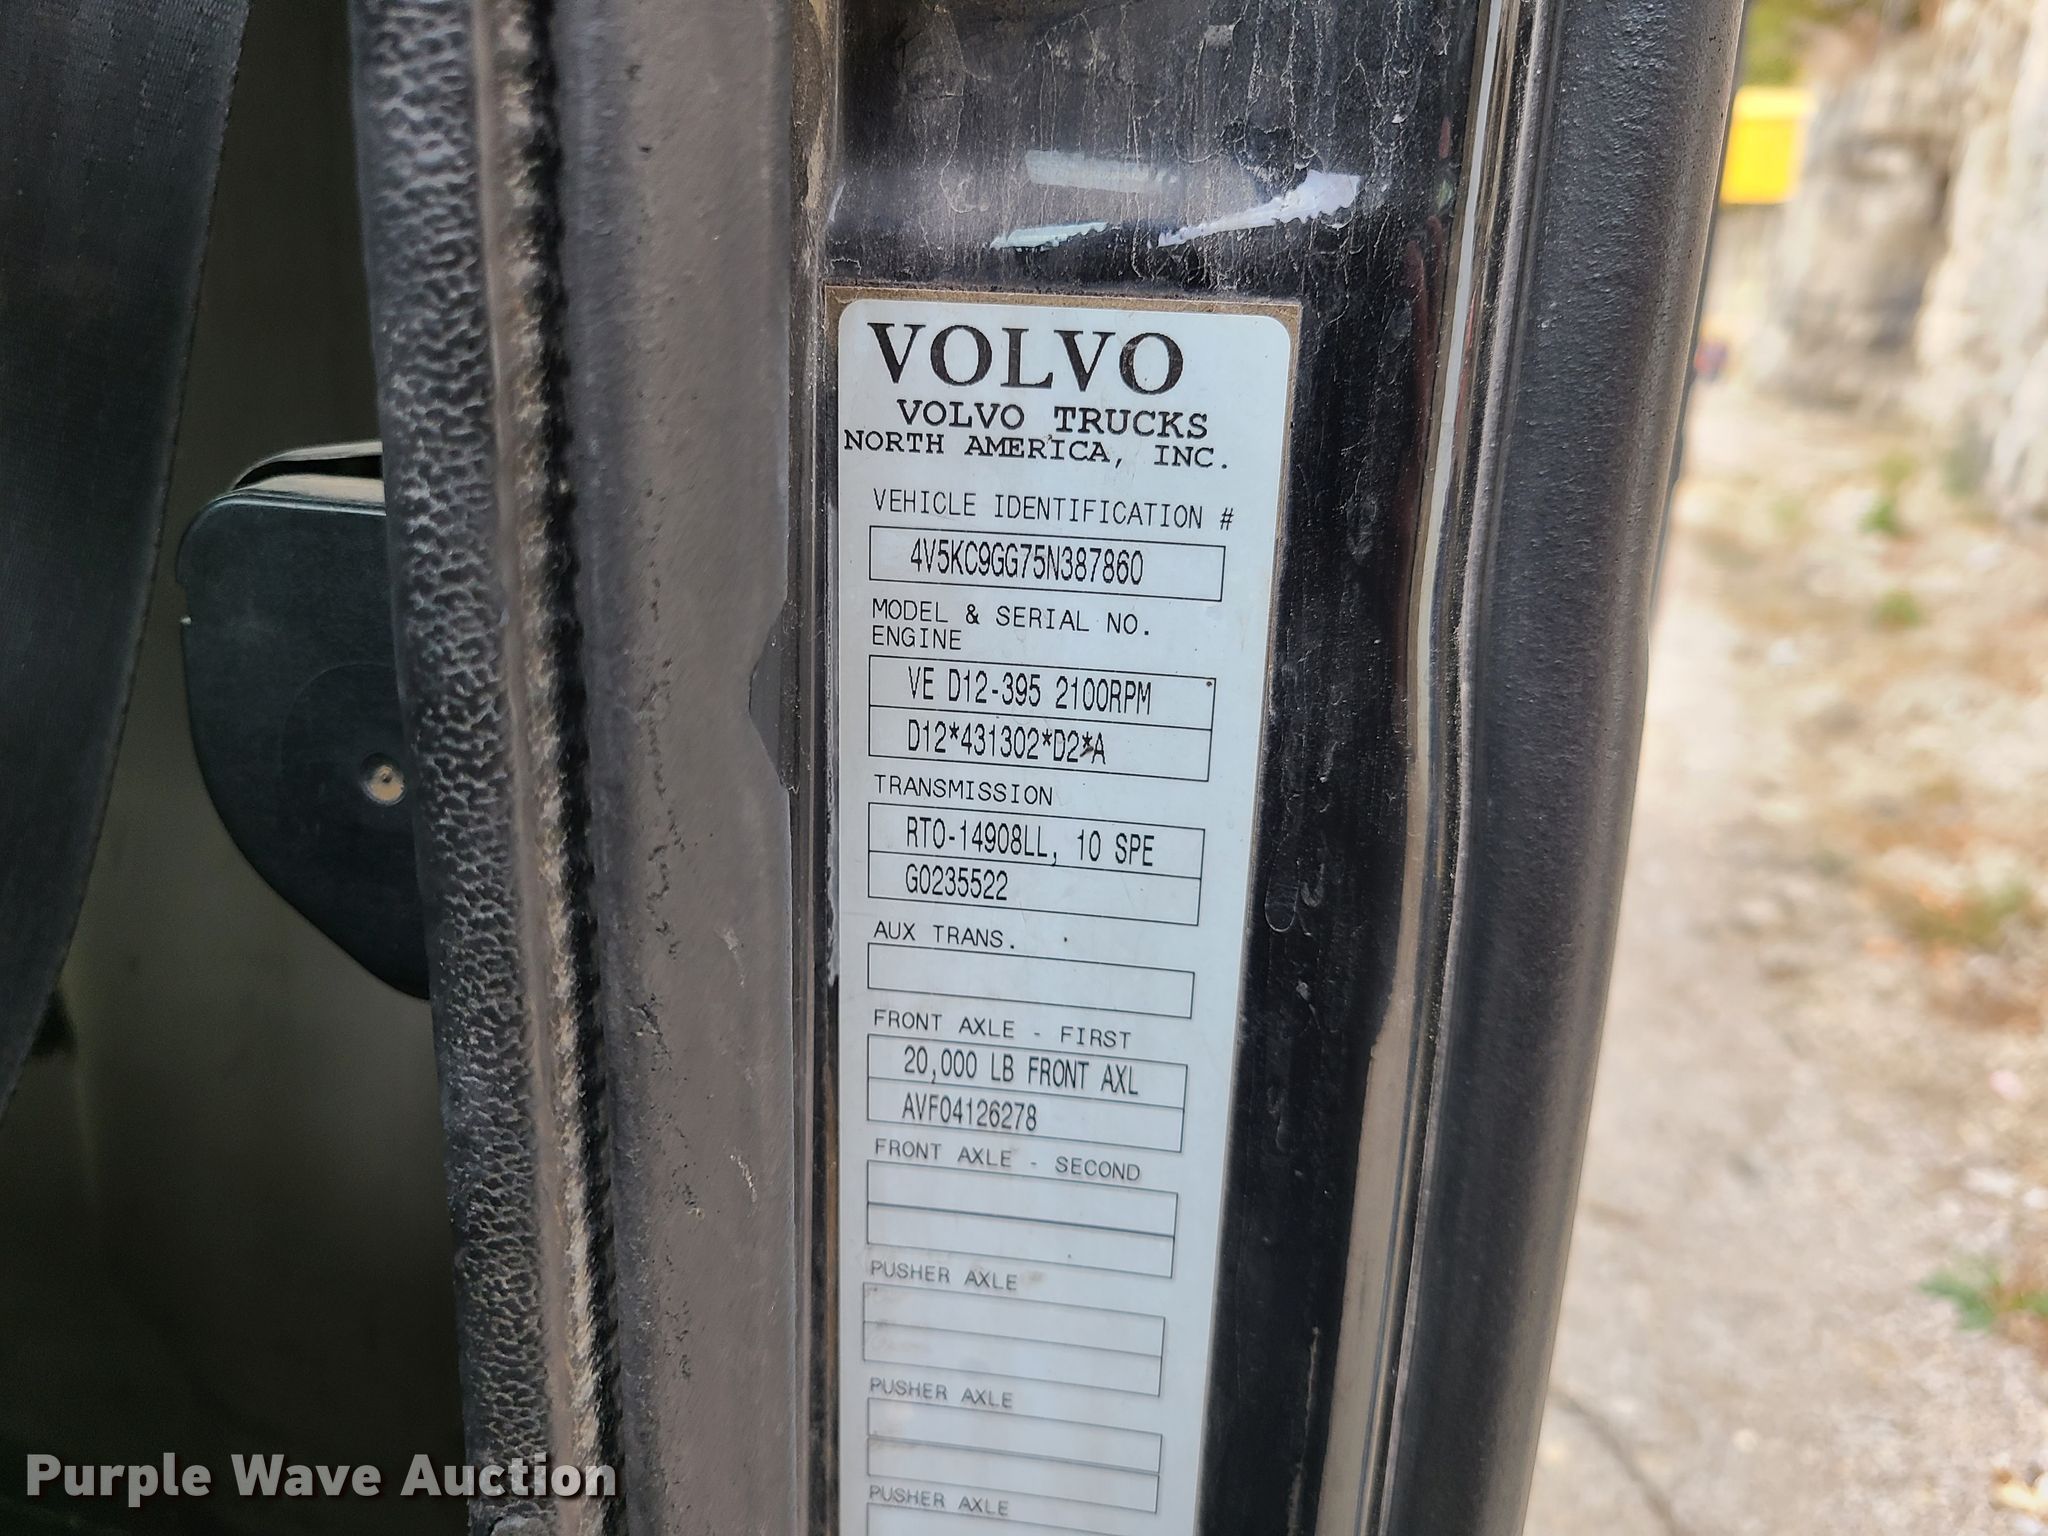 VOLVO
VOLVO TRUCKS
NORTH AMERICA, INC.
VEHICLE IDENTIFICATION #
4V5KC9GG75N387860
MODEL & SERIAL NO.
ENGINE
VE D12-395 2100RPM
D12*431302*D2*A
TRANSMISSION
RTO-14908LL, 10 SPE
G0235522
AUX TRANS.
FRONT AXLE - FIRST
20,000 LB FRONT AXL
AVF04126278
FRONT AXLE - SECOND
PUSHER AXLE
PUSHER AXLE
PUSHER AXLE
Purple Wave Auction